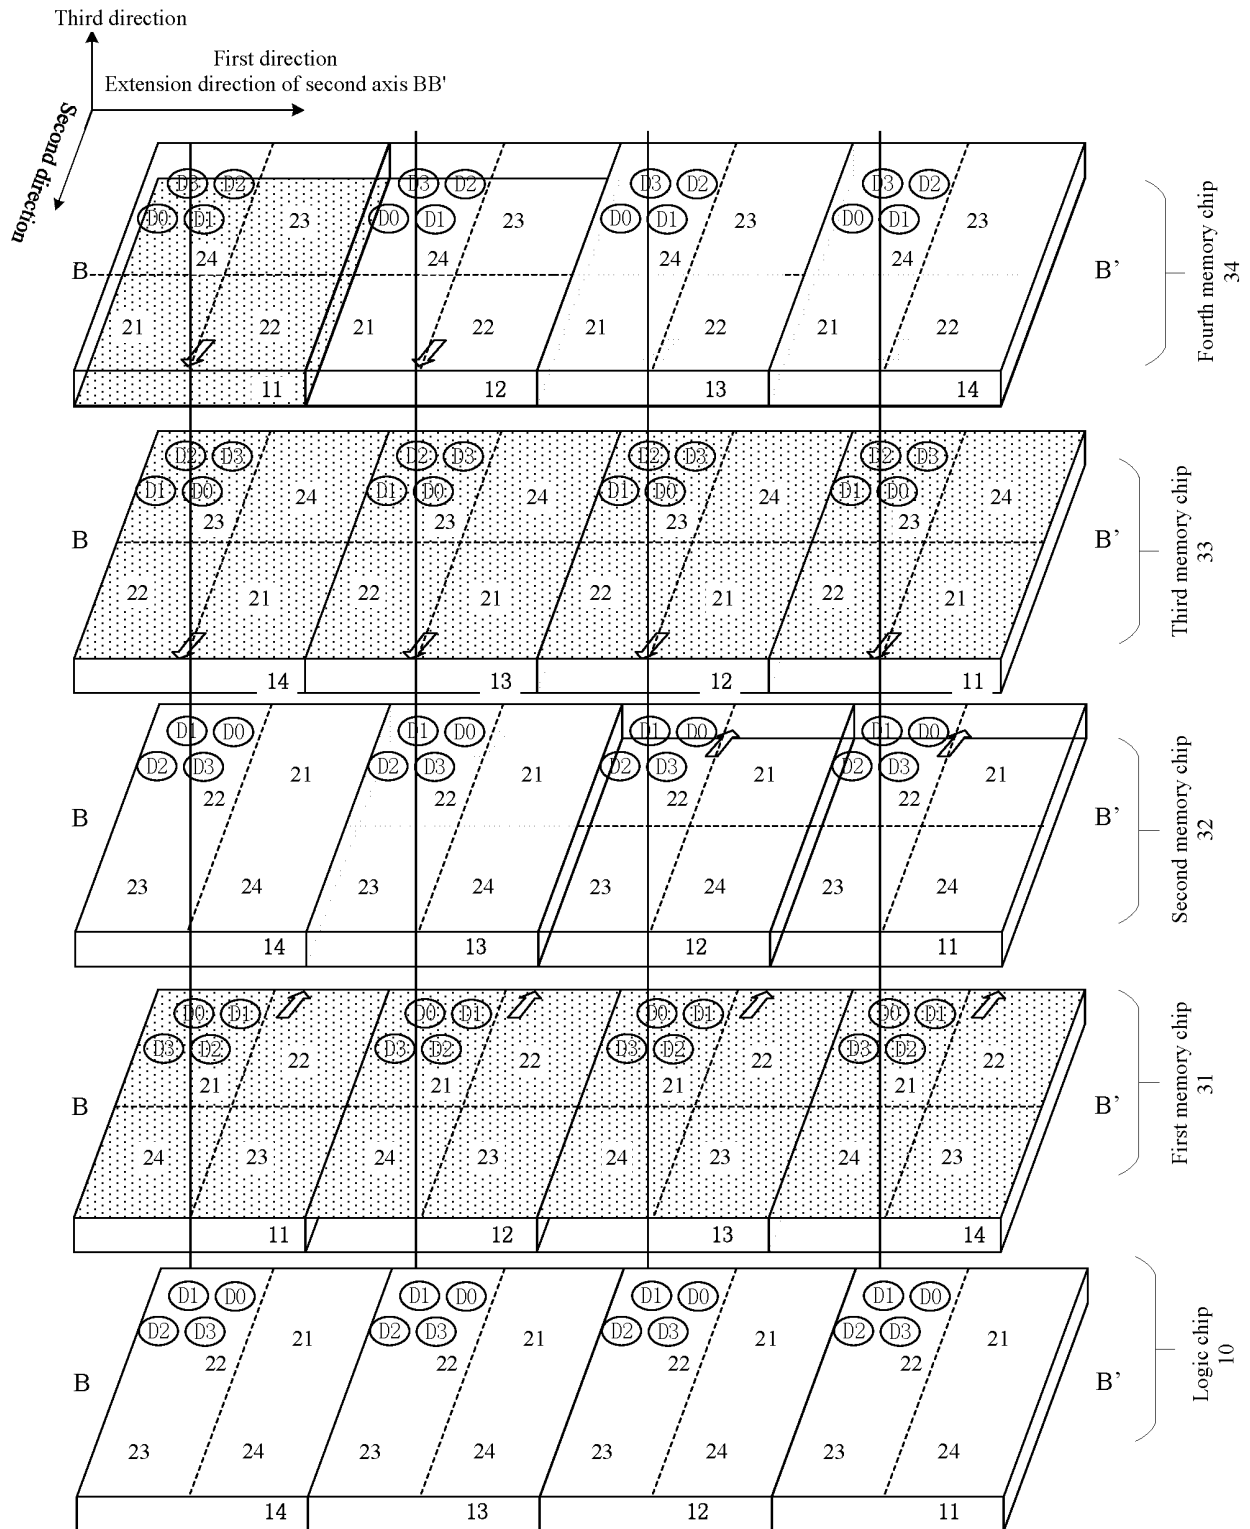 Third direction
First direction
Extension direction of second axis BB'
Second direction
D3 D2 D3 D2 D3 D2 D3 D2
D0 D1 D0 D1 D0 D1 D0 D1
23 23 23 23
24 24 24 24
B B'
21 22 21 22 21 22 21 22
11 12 13 14
Fourth memory chip
34
D2 D3 D2 D3 D2 D3 D2 D3
D1 D0 D1 D0 D1 D0 D1 D0
24 24 24 24
23 23 23 23
B B'
22 21 22 21 22 21 22 21
14 13 12 11
Third memory chip
33
D1 D0 D1 D0 D1 D0 D1 D0
D2 D3 D2 D3 D2 D3 D2 D3
21 21 21 21
22 22 22 22
B B'
23 24 23 24 23 24 23 24
14 13 12 11
Second memory chip
32
D0 D1 D0 D1 D0 D1 D0 D1
D3 D2 D3 D2 D3 D2 D3 D2
22 22 22 22
21 21 21 21
B B'
24 23 24 23 24 23 24 23
11 12 13 14
First memory chip
31
D1 D0 D1 D0 D1 D0 D1 D0
D2 D3 D2 D3 D2 D3 D2 D3
21 21 21 21
22 22 22 22
B B'
23 24 23 24 23 24 23 24
14 13 12 11
Logic chip
10